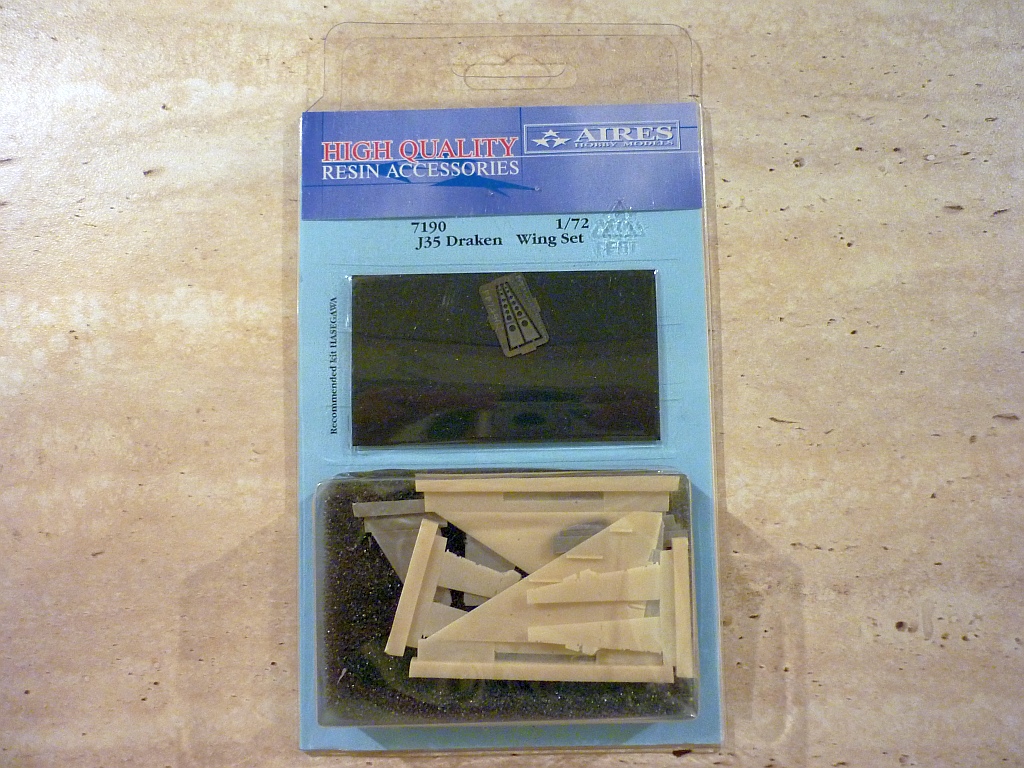 HIGH QUALITY
RESIN ACCESSORIES
AIRES
HOBBY MODELS
7190 1/72
J35 Draken Wing Set
Recommended kit HASEGAWA